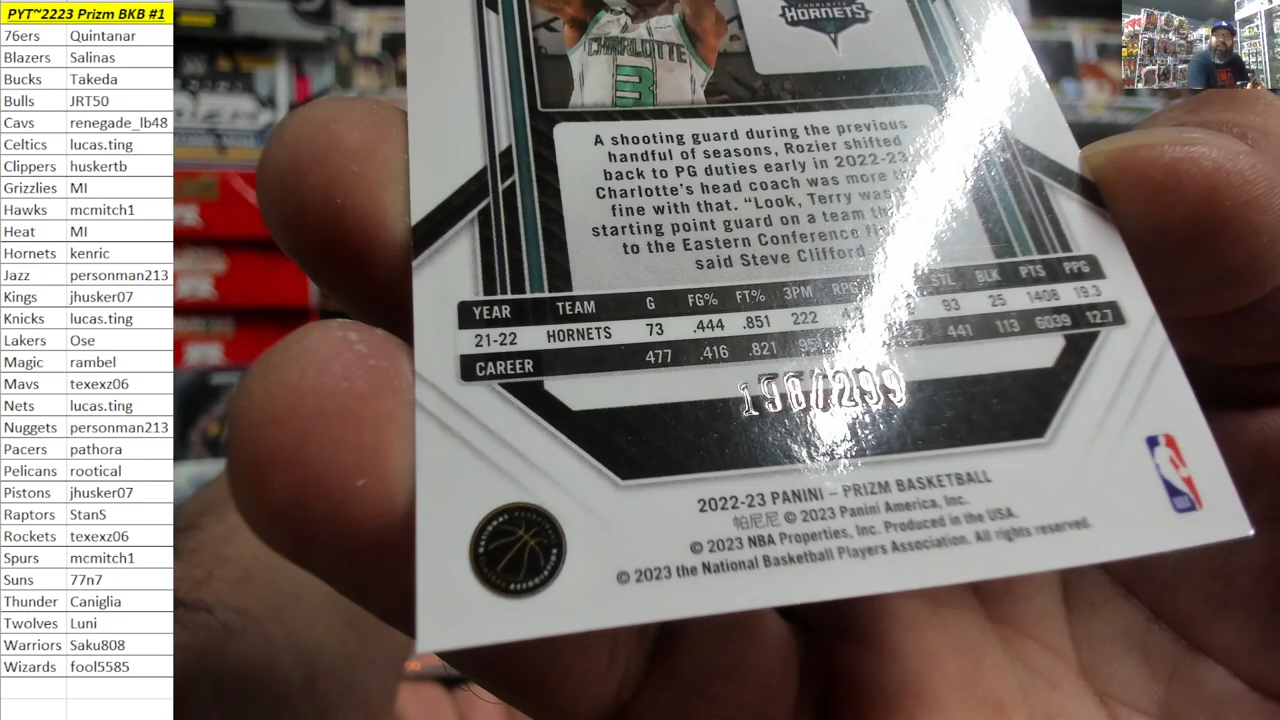 PYT~2223 Prizm BKB #1
76ers Quintanar
Blazers Salinas
Bucks Takeda
Bulls JRT50
Cavs renegade_lb48
Celtics lucas.ting
Clippers huskertb
Grizzlies MI
Hawks mcmitch1
Heat MI
Hornets kenric
Jazz personman213
Kings jhusker07
Knicks lucas.ting
Lakers Ose
Magic rambel
Mavs texexz06
Nets lucas.ting
Nuggets personman213
Pacers pathora
Pelicans rootical
Pistons jhusker07
Raptors StanS
Rockets texexz06
Spurs mcmitch1
Suns 77n7
Thunder Caniglia
Twolves Luni
Warriors Saku808
Wizards fool5585
CHARLOTTE
HORNETS
CHARLOTTE
3
A shooting guard during the previous
handful of seasons, Rozier shifted
back to PG duties early in 2022-23
Charlotte's head coach was more
fine with that. "Look, Terry was
starting point guard on a team
to the Eastern Conference
said Steve Clifford
YEAR TEAM G FG% FT% 3PM RPG STL BLK PTS PPG
21-22 HORNETS 73 .444 .851 222 93 25 1408 19.3
CAREER 477 .416 .821 441 113 6039 12.7
/299
2022-23 PANINI – PRIZM BASKETBALL
帕尼尼 © 2023 Panini America, Inc.
© 2023 NBA Properties, Inc. Produced in the USA.
© 2023 the National Basketball Players Association. All rights reserved.